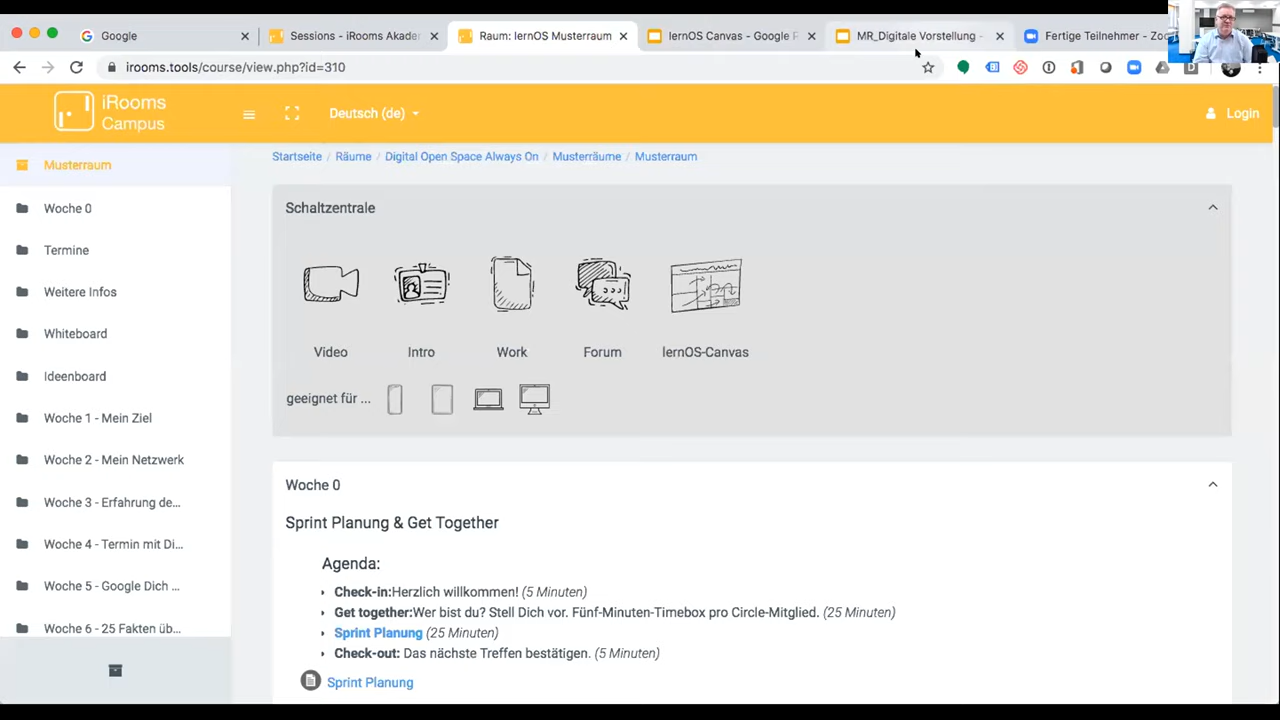 Google
Sessions - iRooms Akader
Raum: lernOS Musterraum
lernOS Canvas - Google F
MR_Digitale Vorstellung -
Fertige Teilnehmer - Zoo
irooms.tools/course/view.php?id=310
iRooms
Campus
Deutsch (de)
Login
Musterraum
Startseite / Räume / Digital Open Space Always On / Musterräume / Musterraum
Woche 0
Termine
Weitere Infos
Whiteboard
Ideenboard
Woche 1 - Mein Ziel
Woche 2 - Mein Netzwerk
Woche 3 - Erfahrung de...
Woche 4 - Termin mit Di...
Woche 5 - Google Dich ...
Woche 6 - 25 Fakten üb...
Schaltzentrale
Video
Intro
Work
Forum
lernOS-Canvas
geeignet für ...
Woche 0
Sprint Planung & Get Together
Agenda:
Check-in:Herzlich willkommen! (5 Minuten)
Get together:Wer bist du? Stell Dich vor. Fünf-Minuten-Timebox pro Circle-Mitglied. (25 Minuten)
Sprint Planung (25 Minuten)
Check-out: Das nächste Treffen bestätigen. (5 Minuten)
Sprint Planung